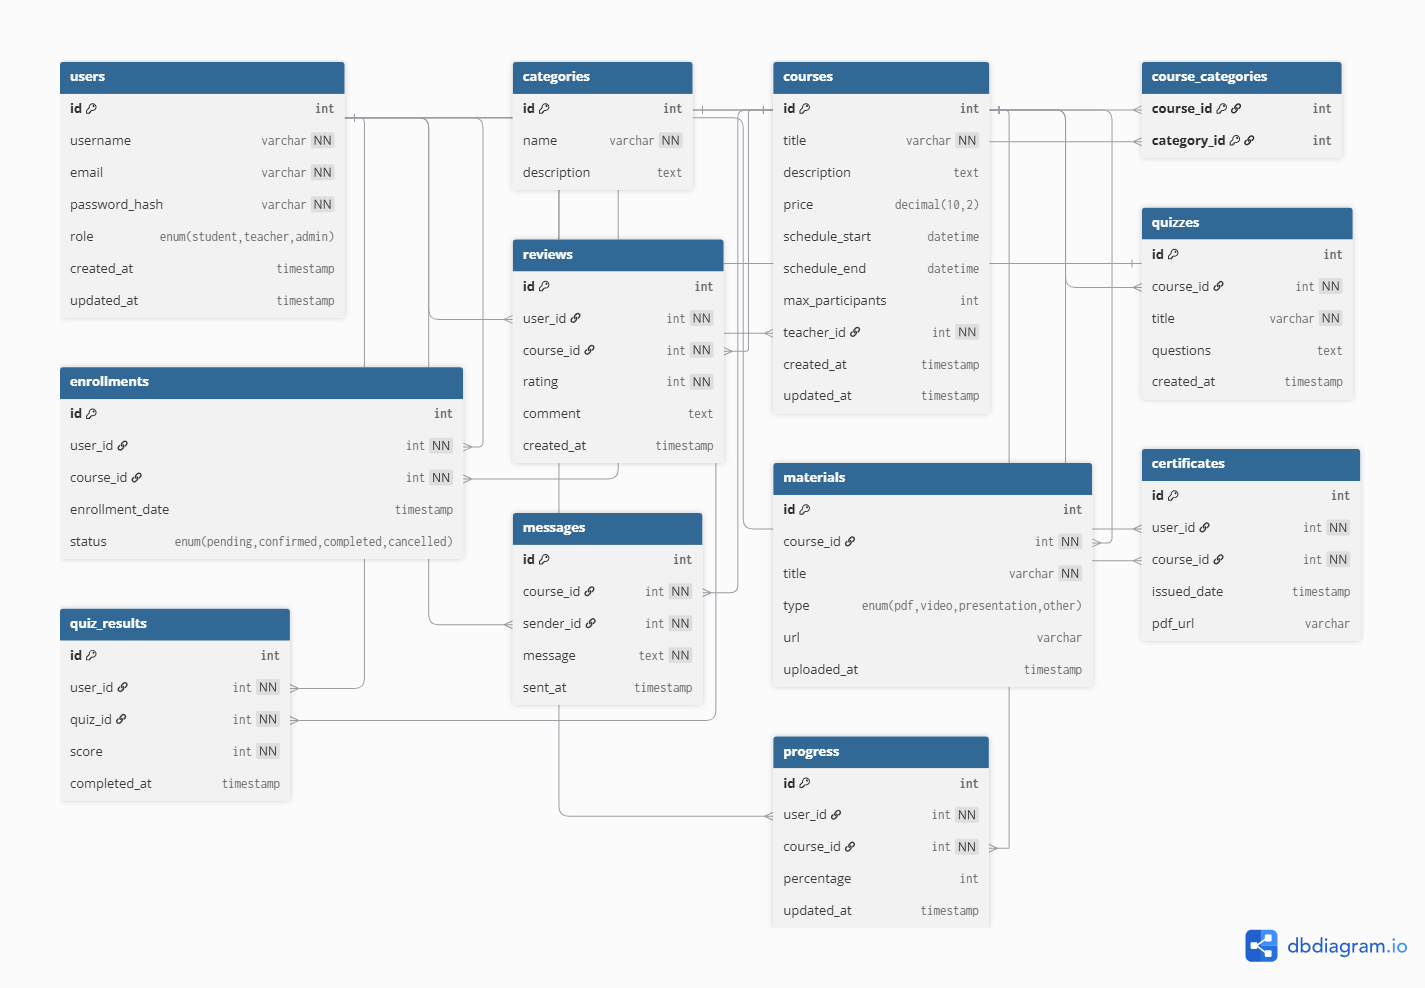 users
id int
username varchar NN
email varchar NN
password_hash varchar NN
role enum(student,teacher,admin)
created_at timestamp
updated_at timestamp
categories
id int
name varchar NN
description text
courses
id int
title varchar NN
description text
price decimal(10,2)
schedule_start datetime
schedule_end datetime
max_participants int
teacher_id int NN
created_at timestamp
updated_at timestamp
course_categories
course_id int
category_id int
quizzes
id int
course_id int NN
title varchar NN
questions text
created_at timestamp
reviews
id int
user_id int NN
course_id int NN
rating int NN
comment text
created_at timestamp
enrollments
id int
user_id int NN
course_id int NN
enrollment_date timestamp
status enum(pending,confirmed,completed,cancelled)
materials
id int
course_id int NN
title varchar NN
type enum(pdf,video,presentation,other)
url varchar
uploaded_at timestamp
certificates
id int
user_id int NN
course_id int NN
issued_date timestamp
pdf_url varchar
messages
id int
course_id int NN
sender_id int NN
message text NN
sent_at timestamp
quiz_results
id int
user_id int NN
quiz_id int NN
score int NN
completed_at timestamp
progress
id int
user_id int NN
course_id int NN
percentage int
updated_at timestamp
dbdiagram.io